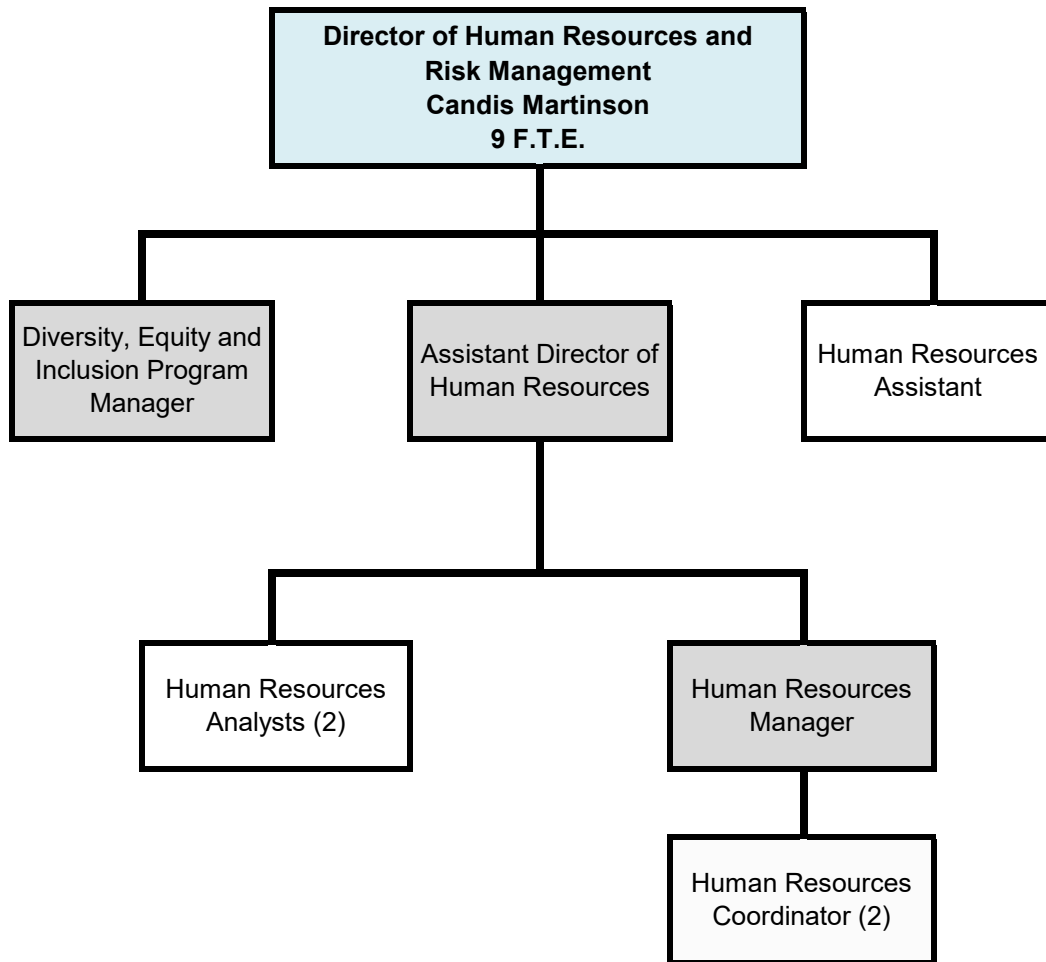 Director of Human Resources and
Risk Management
Candis Martinson
9 F.T.E.
Diversity, Equity and
Inclusion Program
Manager
Assistant Director of
Human Resources
Human Resources
Assistant
Human Resources
Analysts (2)
Human Resources
Manager
Human Resources
Coordinator (2)